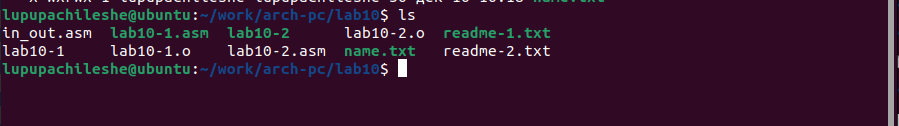 lupupachileshe@ubuntu:~/work/arch-pc/lab10$ ls
in_out.asm  lab10-1.asm  lab10-2      lab10-2.o  readme-1.txt
lab10-1     lab10-1.o    lab10-2.asm  name.txt   readme-2.txt
lupupachileshe@ubuntu:~/work/arch-pc/lab10$